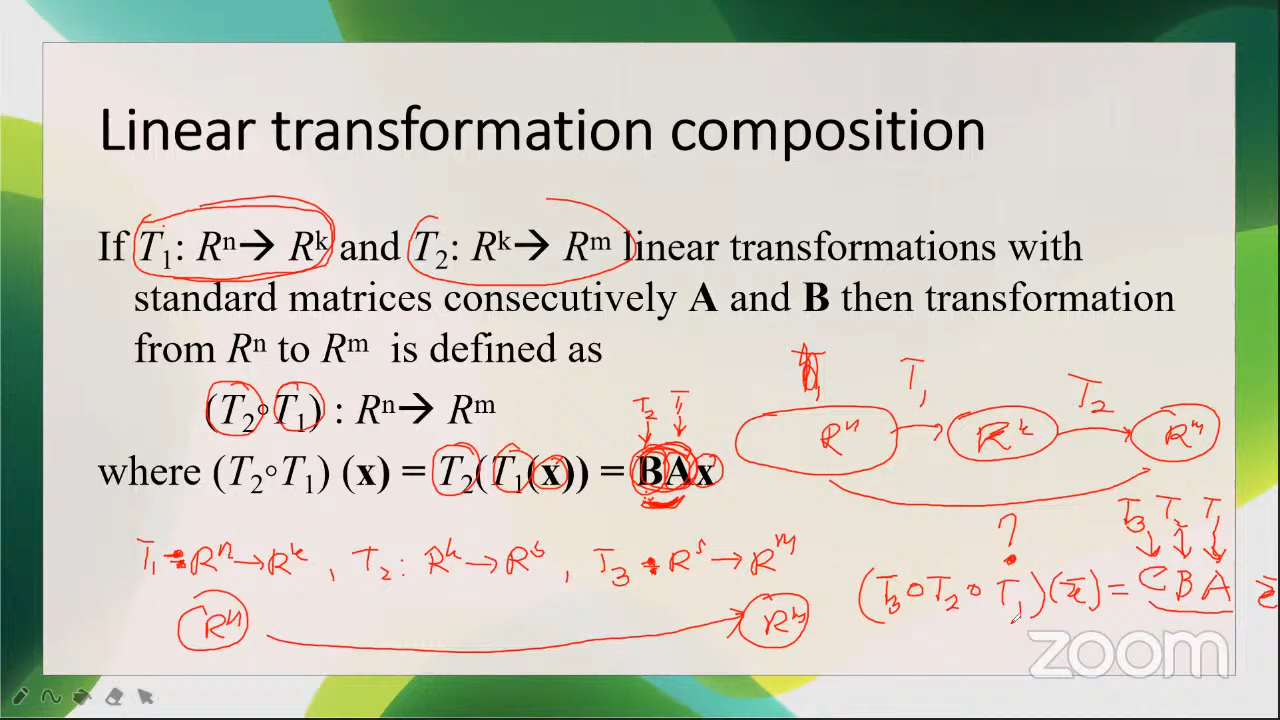 Linear transformation composition
If T₁: Rⁿ→ Rᵏ and T₂: Rᵏ→ Rᵐ linear transformations with
standard matrices consecutively A and B then transformation
from Rⁿ to Rᵐ is defined as
(T₂∘T₁) : Rⁿ→ Rᵐ
where (T₂∘T₁) (x) = T₂(T₁(x)) = BAx
T₂ T₁
T₁ T₂
Rⁿ Rᵏ Rᵐ
T₁: Rⁿ→Rᵏ, T₂: Rᵏ→Rˢ, T₃: Rˢ→Rᵐ
Rⁿ Rᵐ
?
T₃ T₂ T₁
(T₃∘T₂∘T₁)(x̄) = CBA x̄
zoom